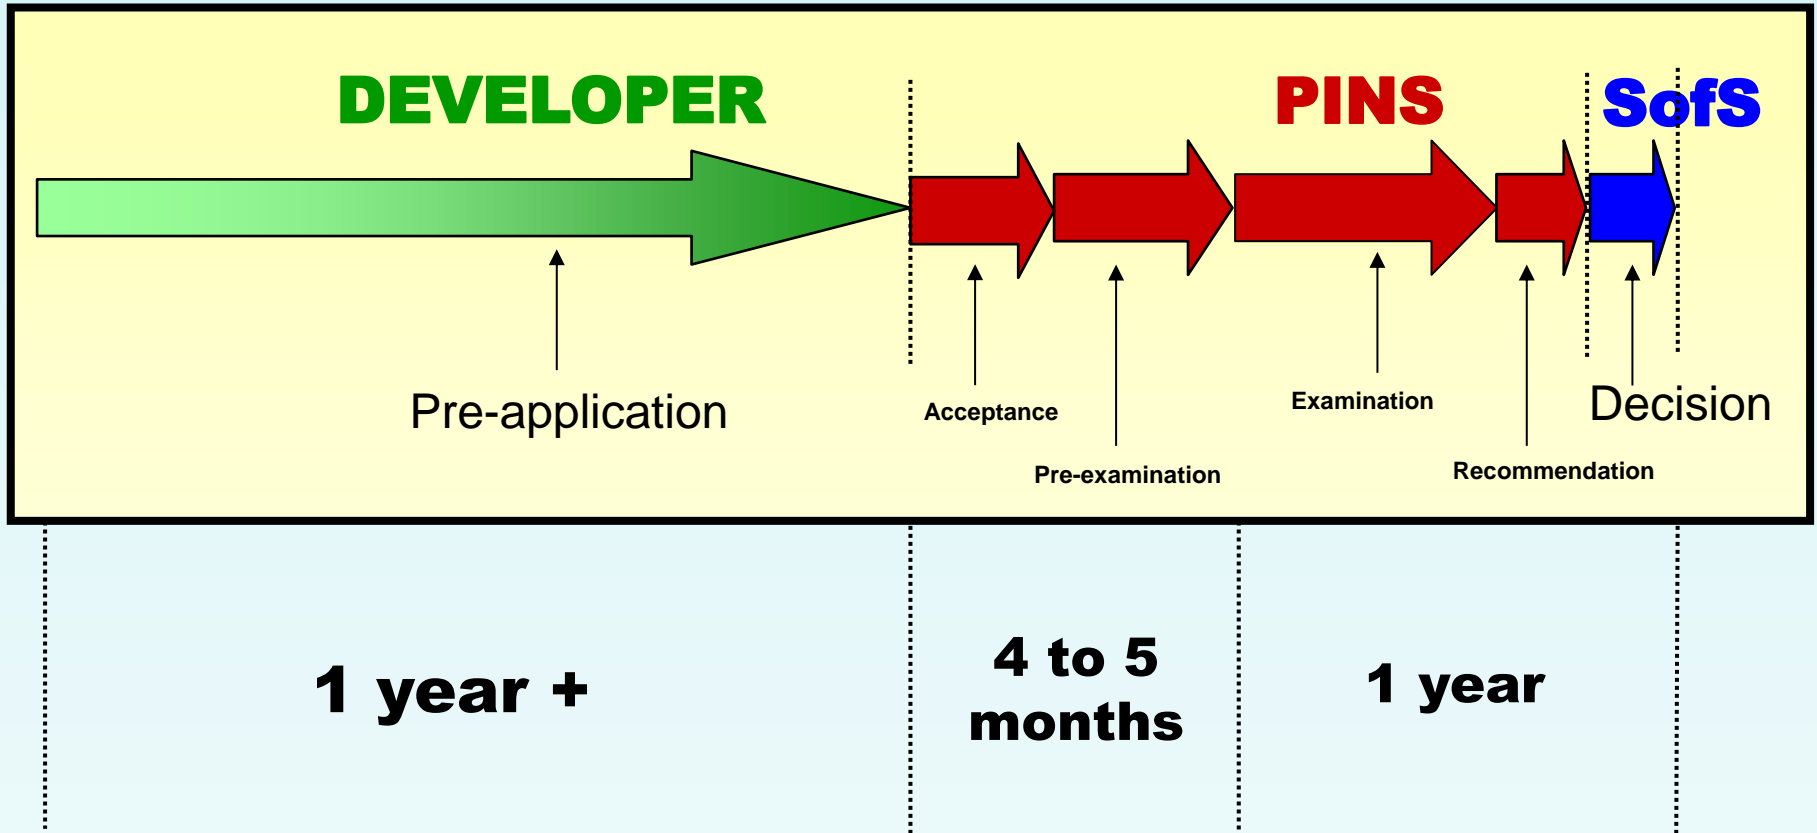 DEVELOPER
PINS
SofS
Pre-application
Acceptance
Pre-examination
Examination
Recommendation
Decision
1 year +
4 to 5
months
1 year